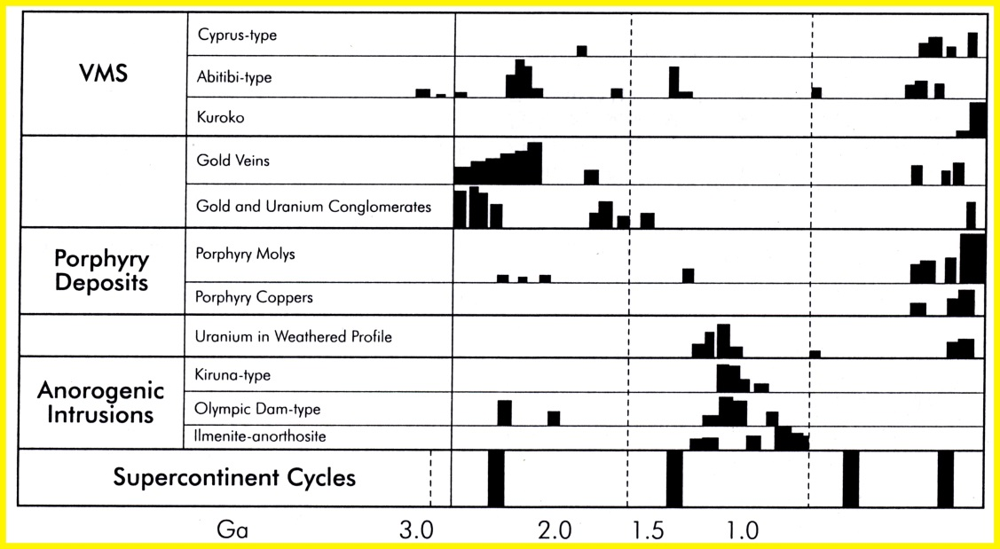 VMS
Cyprus-type
Abitibi-type
Kuroko
Gold Veins
Gold and Uranium Conglomerates
Porphyry
Deposits
Porphyry Molys
Porphyry Coppers
Uranium in Weathered Profile
Anorogenic
Intrusions
Kiruna-type
Olympic Dam-type
Ilmenite-anorthosite
Supercontinent Cycles
Ga 3.0 2.0 1.5 1.0